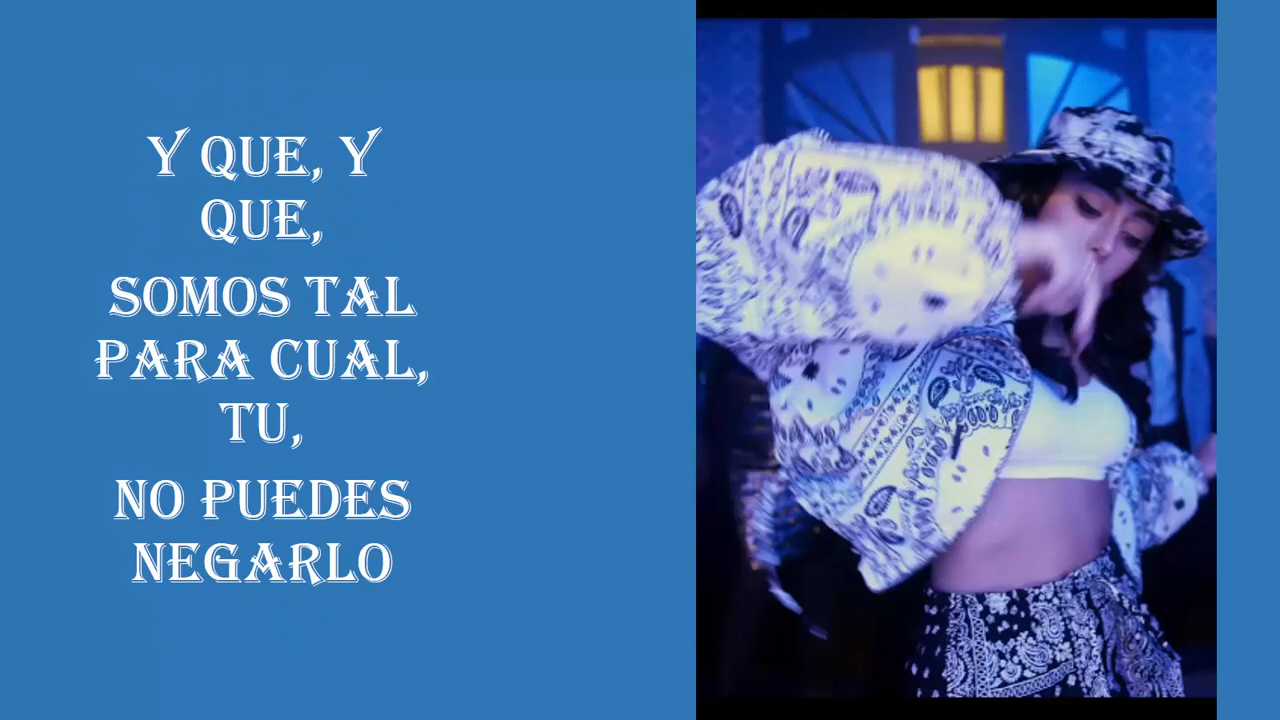 Y QUE, Y
QUE,
SOMOS TAL
PARA CUAL,
TU,
NO PUEDES
NEGARLO